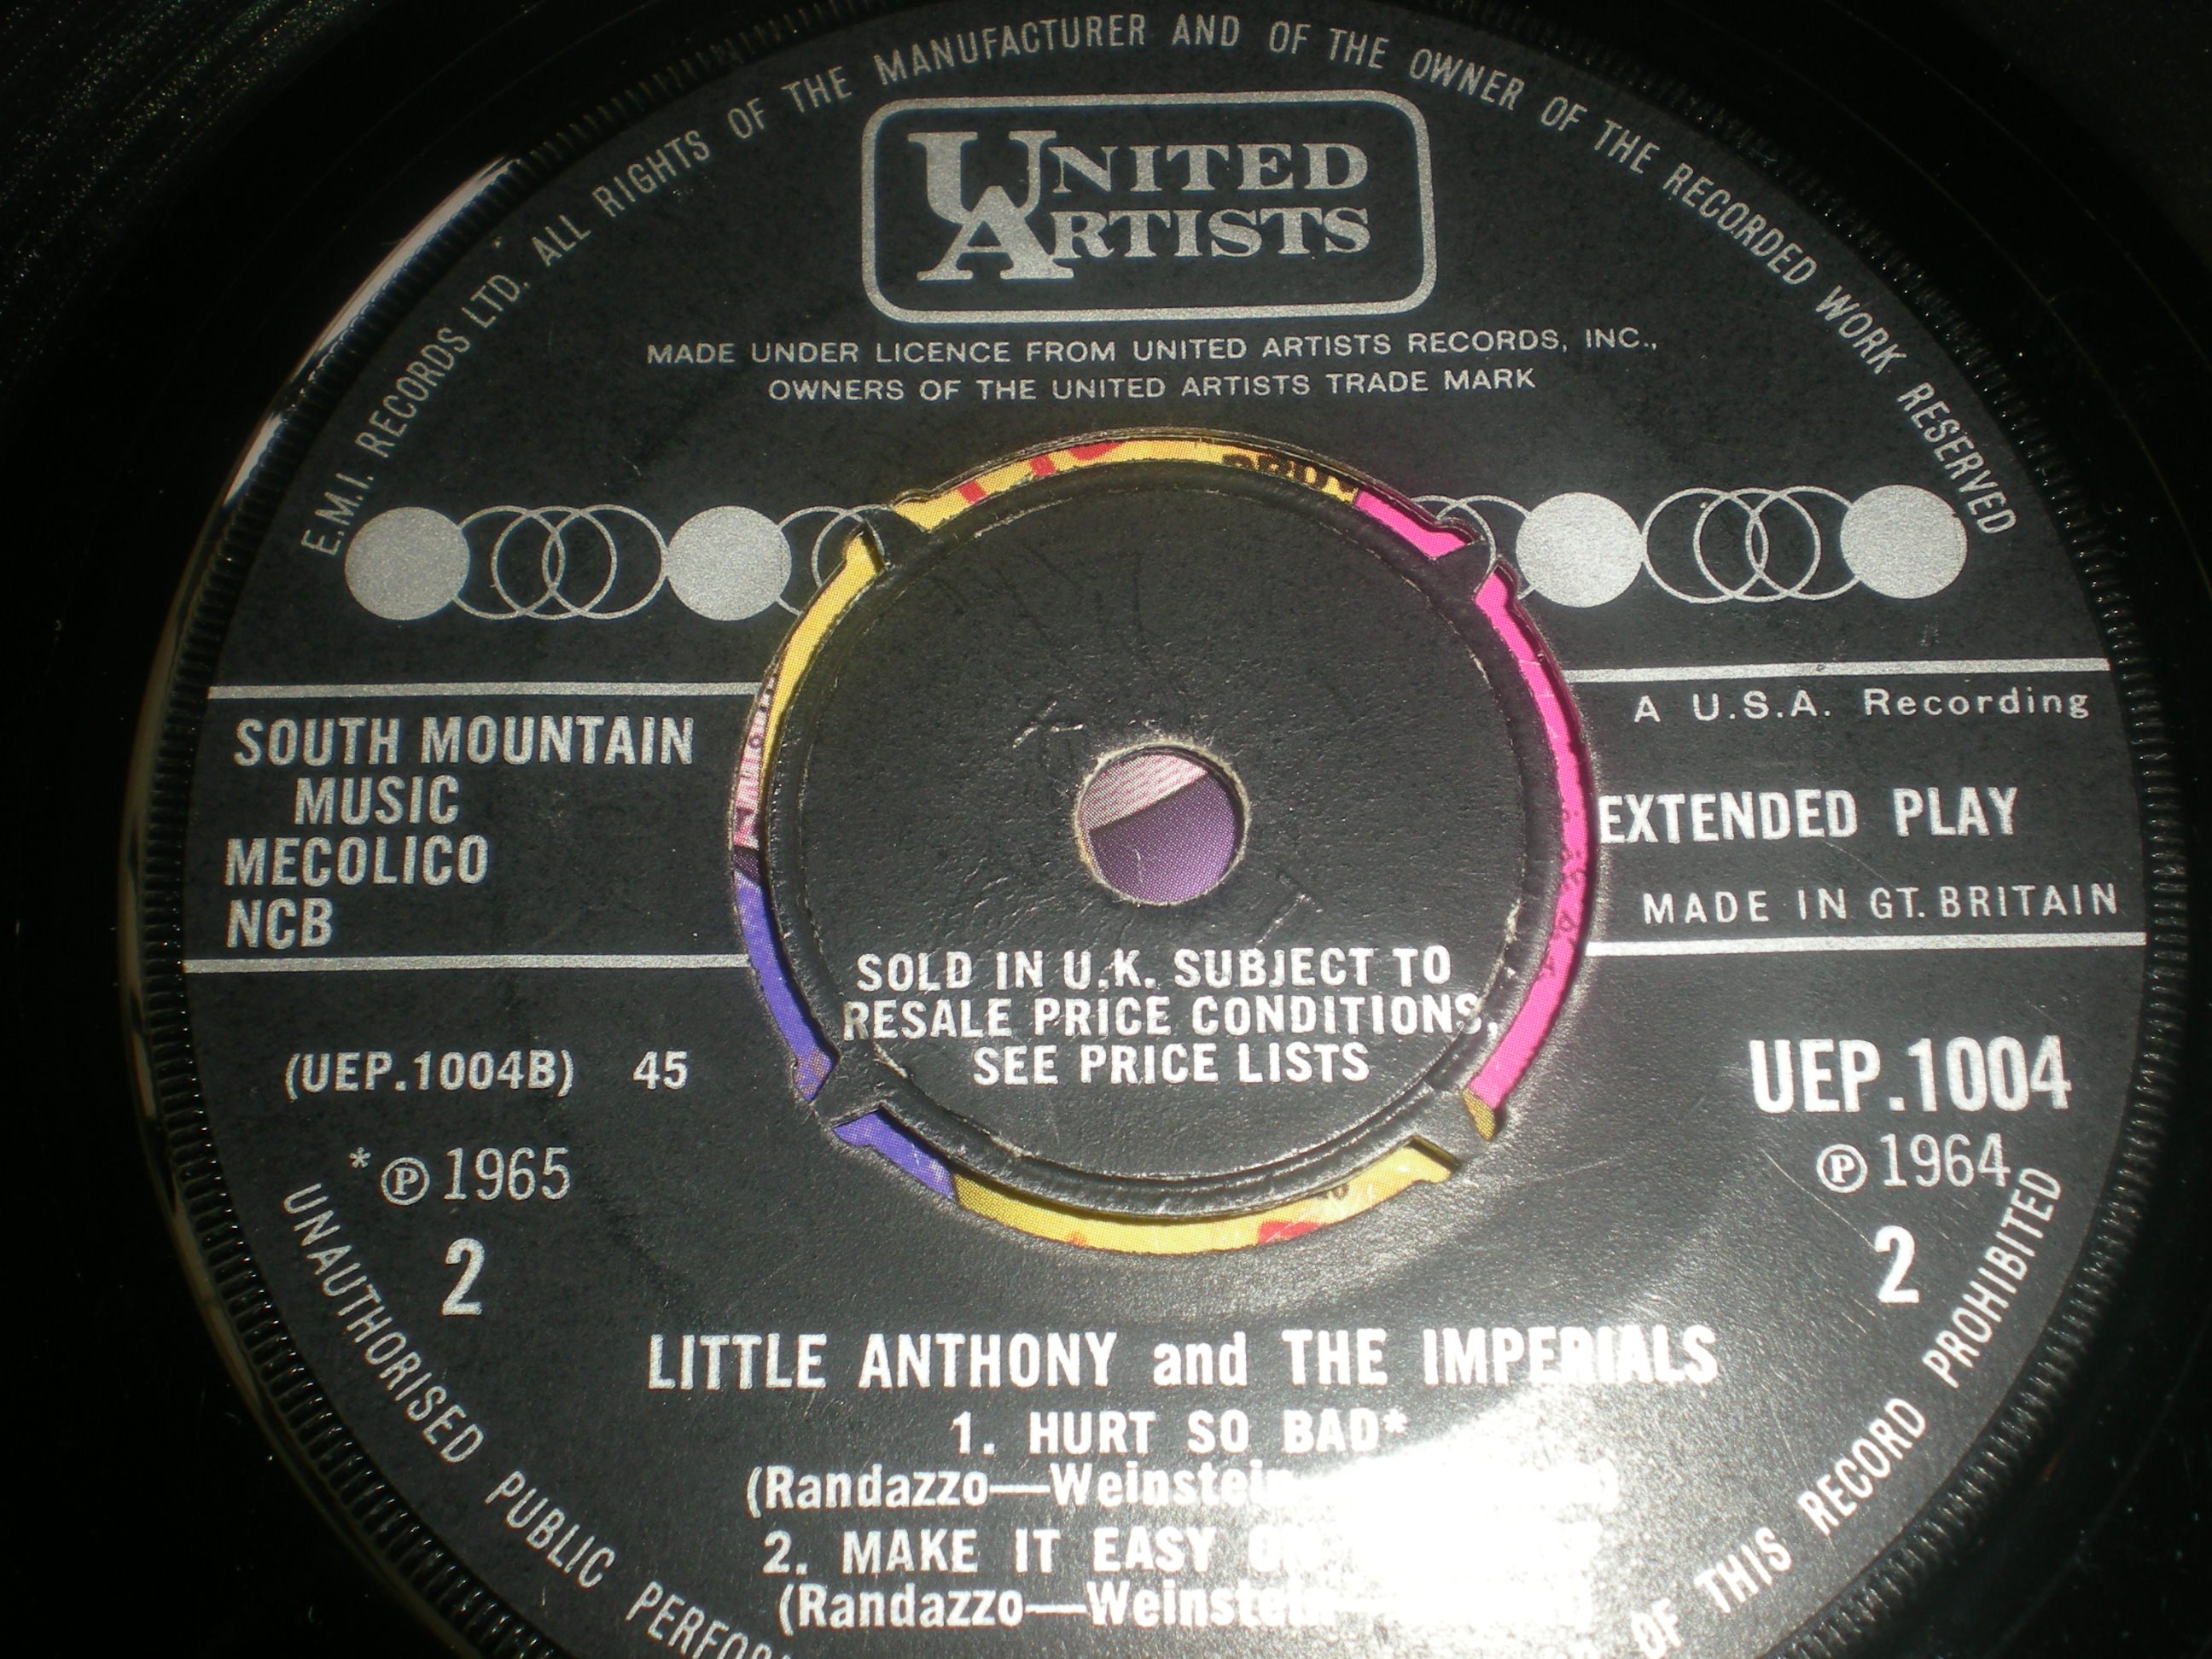 E.M.I. RECORDS LTD. ALL RIGHTS OF THE MANUFACTURER AND OF THE OWNER OF THE RECORDED WORK RESERVED
UNITED
ARTISTS
MADE UNDER LICENCE FROM UNITED ARTISTS RECORDS, INC.,
OWNERS OF THE UNITED ARTISTS TRADE MARK
SOUTH MOUNTAIN
MUSIC
MECOLICO
NCB
A U.S.A. Recording
EXTENDED PLAY
MADE IN GT. BRITAIN
SOLD IN U.K. SUBJECT TO
RESALE PRICE CONDITIONS,
SEE PRICE LISTS
(UEP.1004B) 45
*℗1965
2
UEP.1004
℗1964
2
LITTLE ANTHONY and THE IMPERIALS
1. HURT SO BAD*
(Randazzo—Weinstein
2. MAKE IT EASY
(Randazzo—Weinstein
UNAUTHORISED PUBLIC OF THIS RECORD PROHIBITED